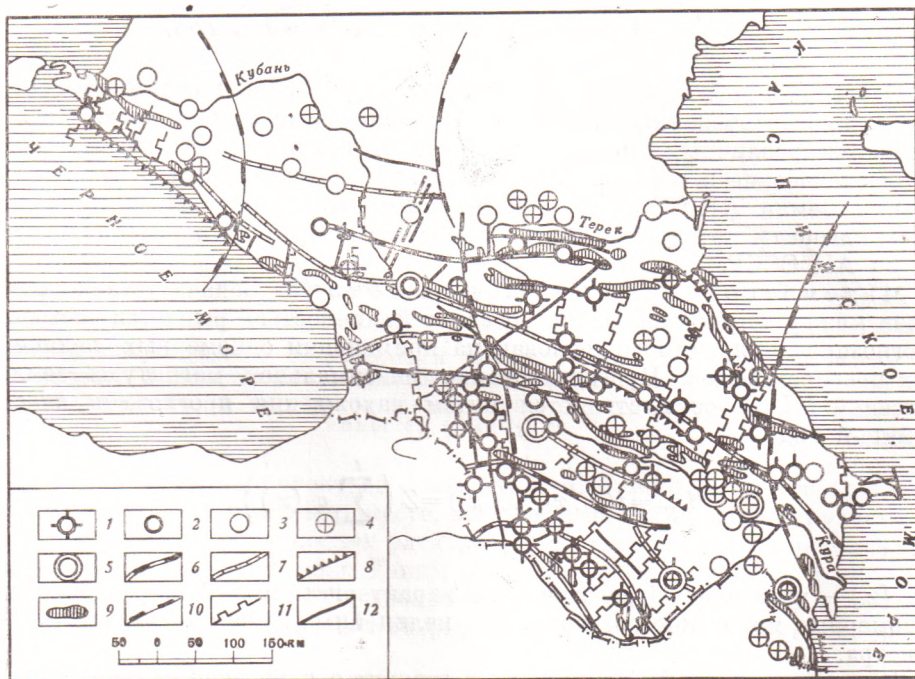 Кубань
ЧЕРНОЕ МОРЕ
КАСПИЙСКОЕ МОРЕ
Терек
Кура
1 2 3 4
5 6 7 8
9 10 11 12
50 0 50 100 150 км